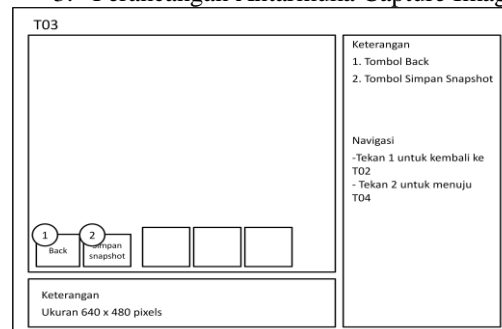 T03
Keterangan
1. Tombol Back
2. Tombol Simpan Snapshot
Navigasi
-Tekan 1 untuk kembali ke
T02
- Tekan 2 untuk menuju
T04
1
2
Back
Simpan
snapshot
Keterangan
Ukuran 640 x 480 pixels